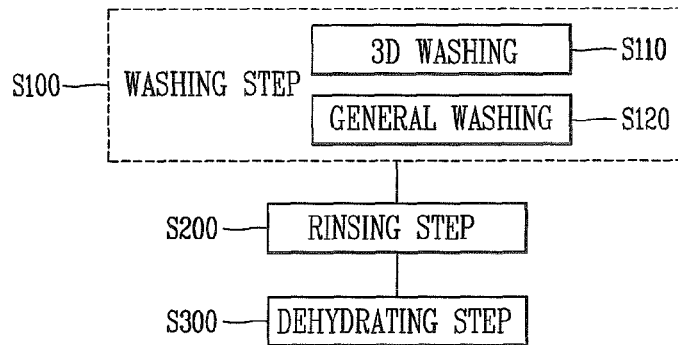 3D WASHING S110
S100 WASHING STEP
GENERAL WASHING S120
S200 RINSING STEP
S300 DEHYDRATING STEP